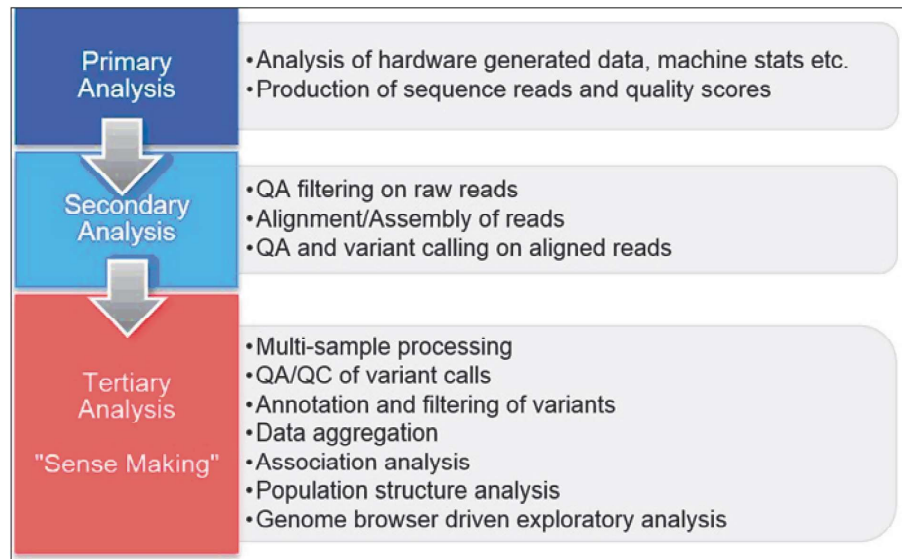 Primary
Analysis
•Analysis of hardware generated data, machine stats etc.
•Production of sequence reads and quality scores
Secondary
Analysis
•QA filtering on raw reads
•Alignment/Assembly of reads
•QA and variant calling on aligned reads
Tertiary
Analysis
"Sense Making"
•Multi-sample processing
•QA/QC of variant calls
•Annotation and filtering of variants
•Data aggregation
•Association analysis
•Population structure analysis
•Genome browser driven exploratory analysis